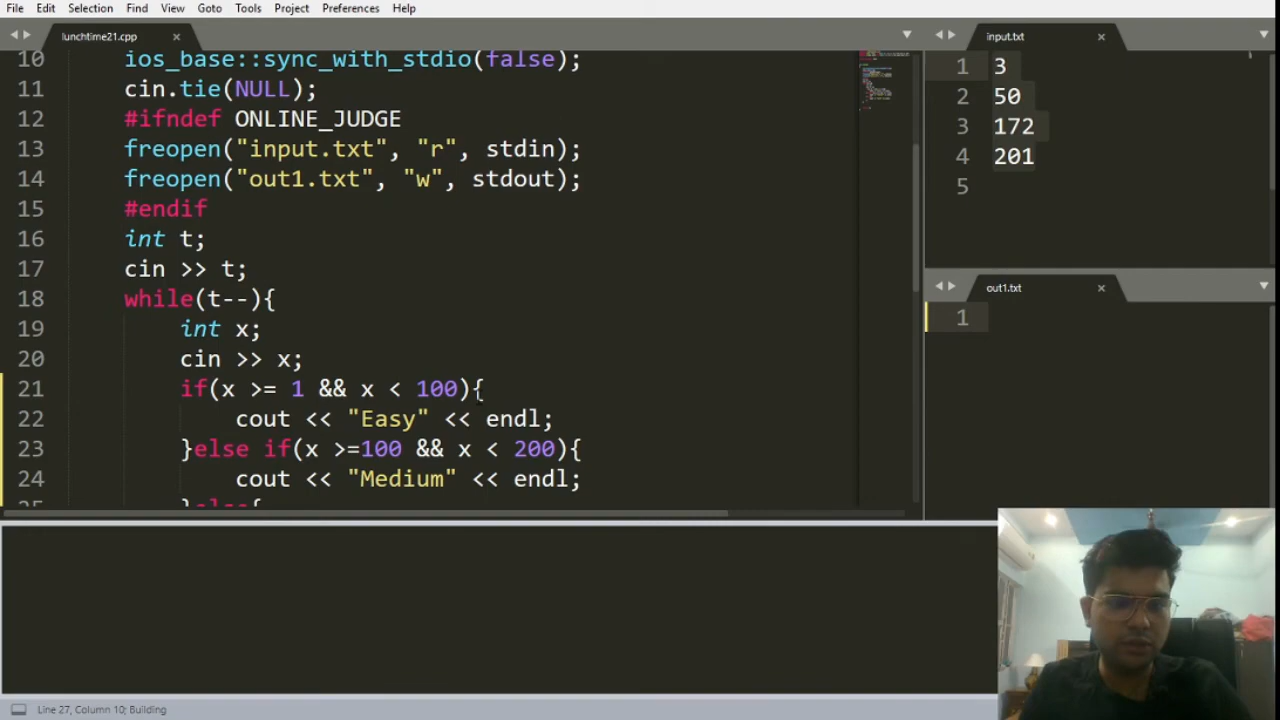 File Edit Selection Find View Goto Tools Project Preferences Help
lunchtime21.cpp
10 ios_base::sync_with_stdio(false);
11 cin.tie(NULL);
12 #ifndef ONLINE_JUDGE
13 freopen("input.txt", "r", stdin);
14 freopen("out1.txt", "w", stdout);
15 #endif
16 int t;
17 cin >> t;
18 while(t--){
19 int x;
20 cin >> x;
21 if(x >= 1 && x < 100){
22 cout << "Easy" << endl;
23 }else if(x >=100 && x < 200){
24 cout << "Medium" << endl;
25 }else{
input.txt
1 3
2 50
3 172
4 201
5
out1.txt
1
Line 27, Column 10; Building